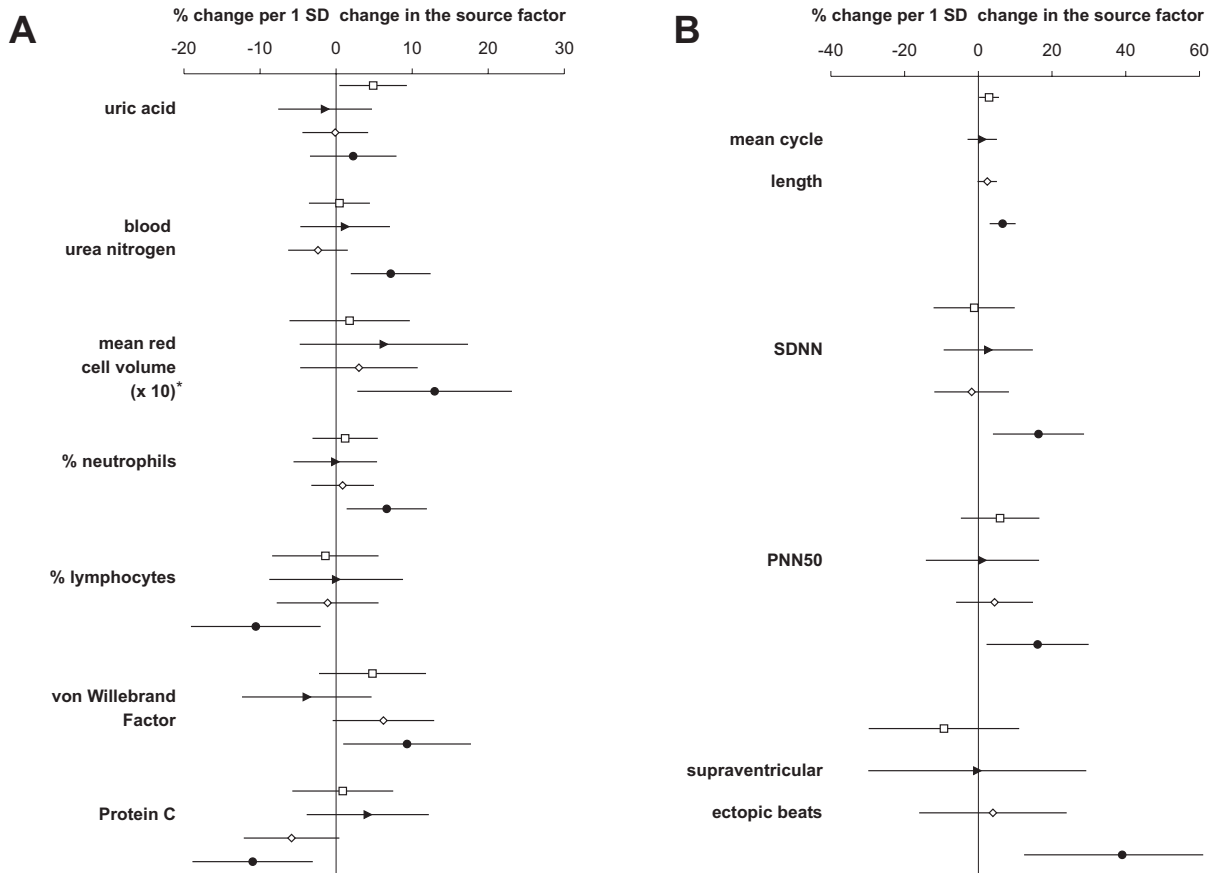 A
% change per 1 SD change in the source factor
-20 -10 0 10 20 30
uric acid
blood
urea nitrogen
mean red
cell volume
(x 10)*
% neutrophils
% lymphocytes
von Willebrand
Factor
Protein C
B
% change per 1 SD change in the source factor
-40 -20 0 20 40 60
mean cycle
length
SDNN
PNN50
supraventricular
ectopic beats